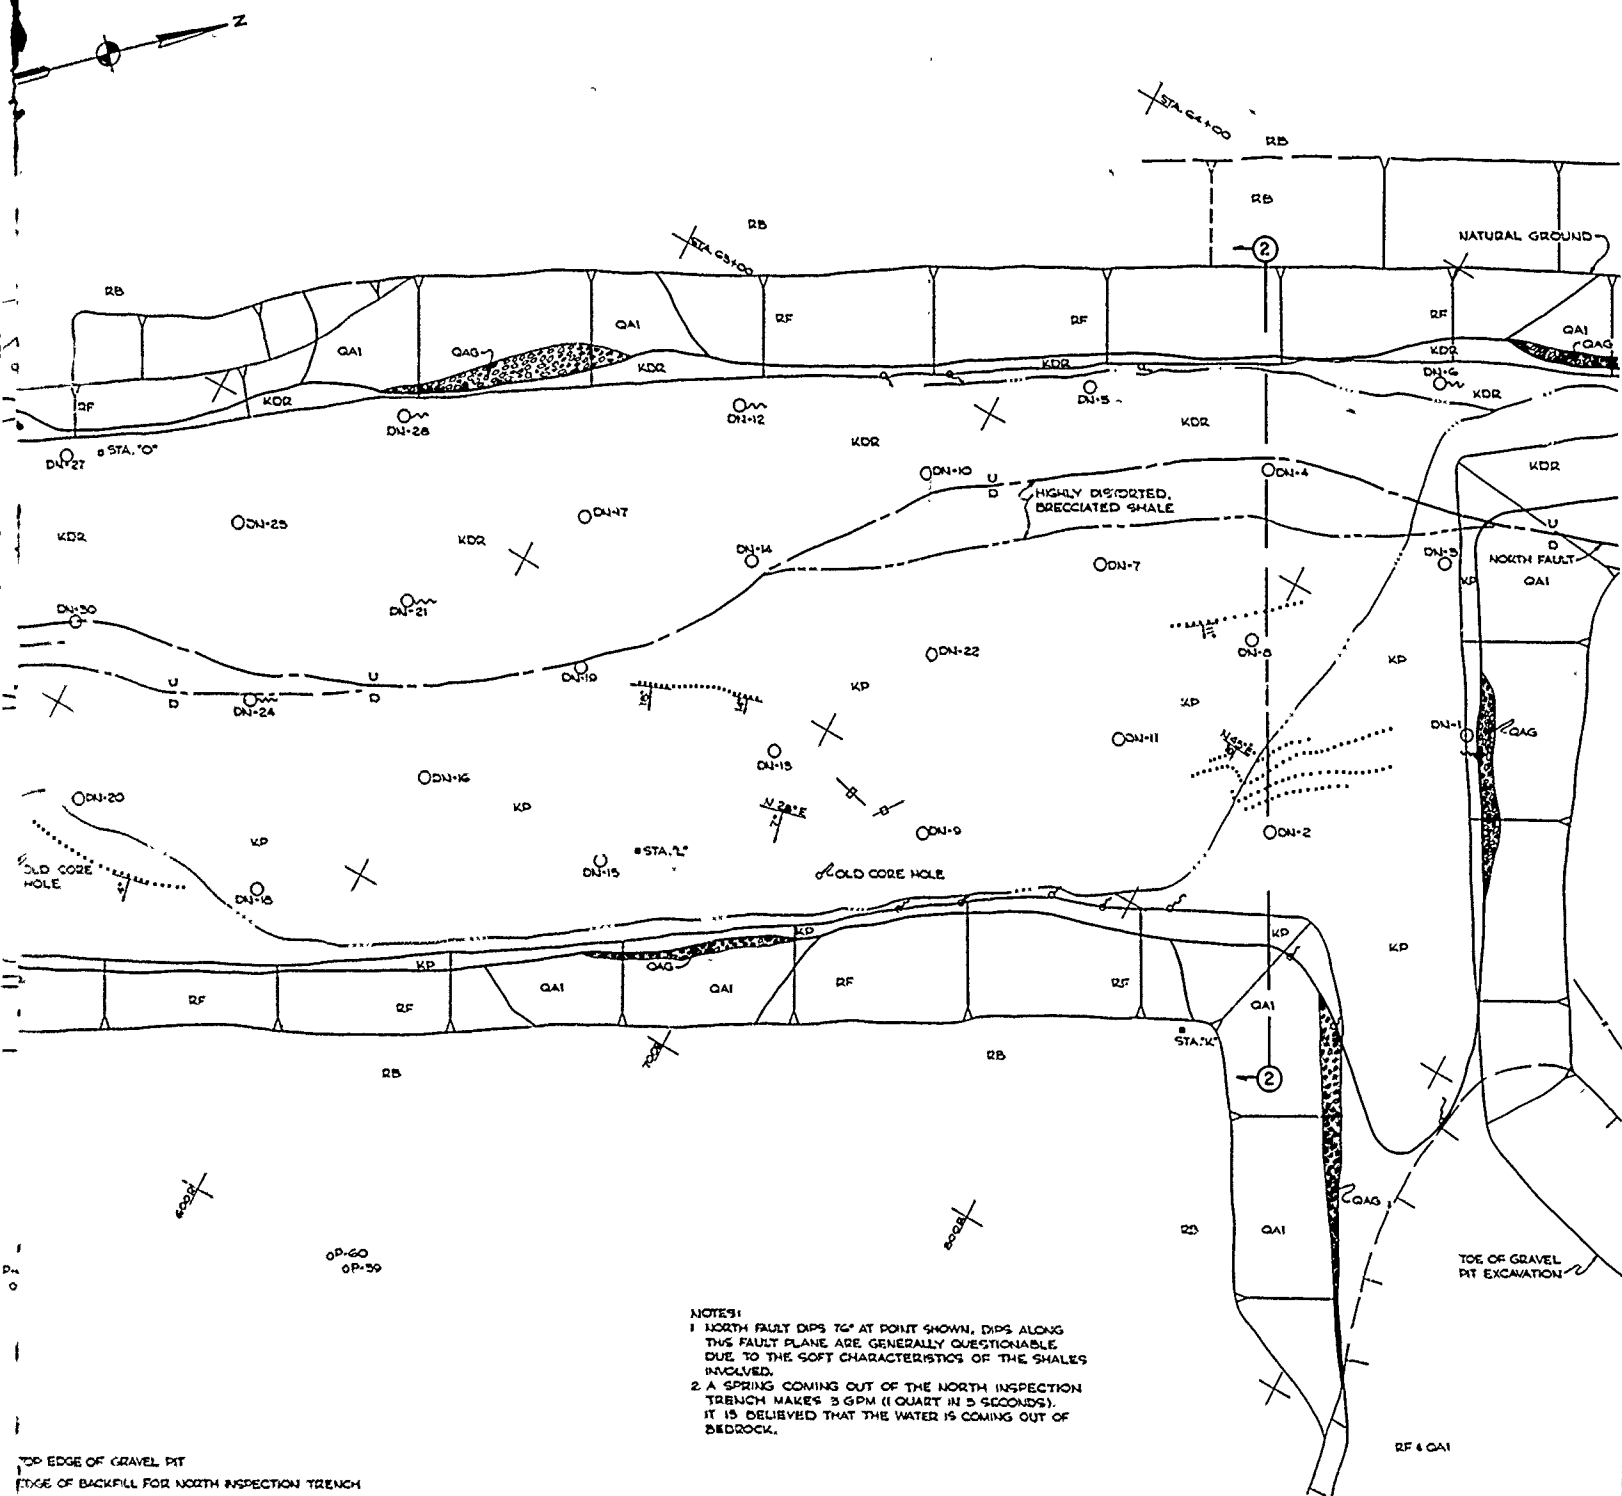 Z
STA. 64+00
RB
RB
RB
STA. 63+00
2
NATURAL GROUND
RB
RF
RF
QAI
QAI
QAI
QAG
QAG
RF
KDR
KDR
KDR
KDR
RF
KDR
DN-6
KDR
DN-5
DN-12
DN-28
KDR
KDR
STA. "O"
DN-27
DN-10
U
D
DN-4
KDR
HIGHLY DISTORTED,
BRECCIATED SHALE
DN-25
DN-17
KDR
KDR
DN-14
DN-7
U
D
NORTH FAULT
KP
QAI
DN-21
DN-30
DN-8
DN-22
KP
DN-19
U
D
U
D
DN-24
KP
KP
DN-1
QAG
DN-11
DN-13
DN-16
KP
DN-20
7°
DN-9
DN-2
KP
STA. "L"
DN-15
OLD CORE
HOLE
OLD CORE HOLE
DN-18
KP
KP
KP
KP
QAG
RF
RF
QAI
QAI
RF
RF
QAI
STA. "K"
RB
RB
700R
2
600R
800R
QAG
RB
QAI
P-60
P-59
TOE OF GRAVEL
PIT EXCAVATION
NOTES:
1 NORTH FAULT DIPS 76° AT POINT SHOWN. DIPS ALONG
THIS FAULT PLANE ARE GENERALLY QUESTIONABLE
DUE TO THE SOFT CHARACTERISTICS OF THE SHALES
INVOLVED.
2 A SPRING COMING OUT OF THE NORTH INSPECTION
TRENCH MAKES 3 GPM (1 QUART IN 5 SECONDS).
IT IS BELIEVED THAT THE WATER IS COMING OUT OF
BEDROCK.
RF & QAI
TOP EDGE OF GRAVEL PIT
EDGE OF BACKFILL FOR NORTH INSPECTION TRENCH